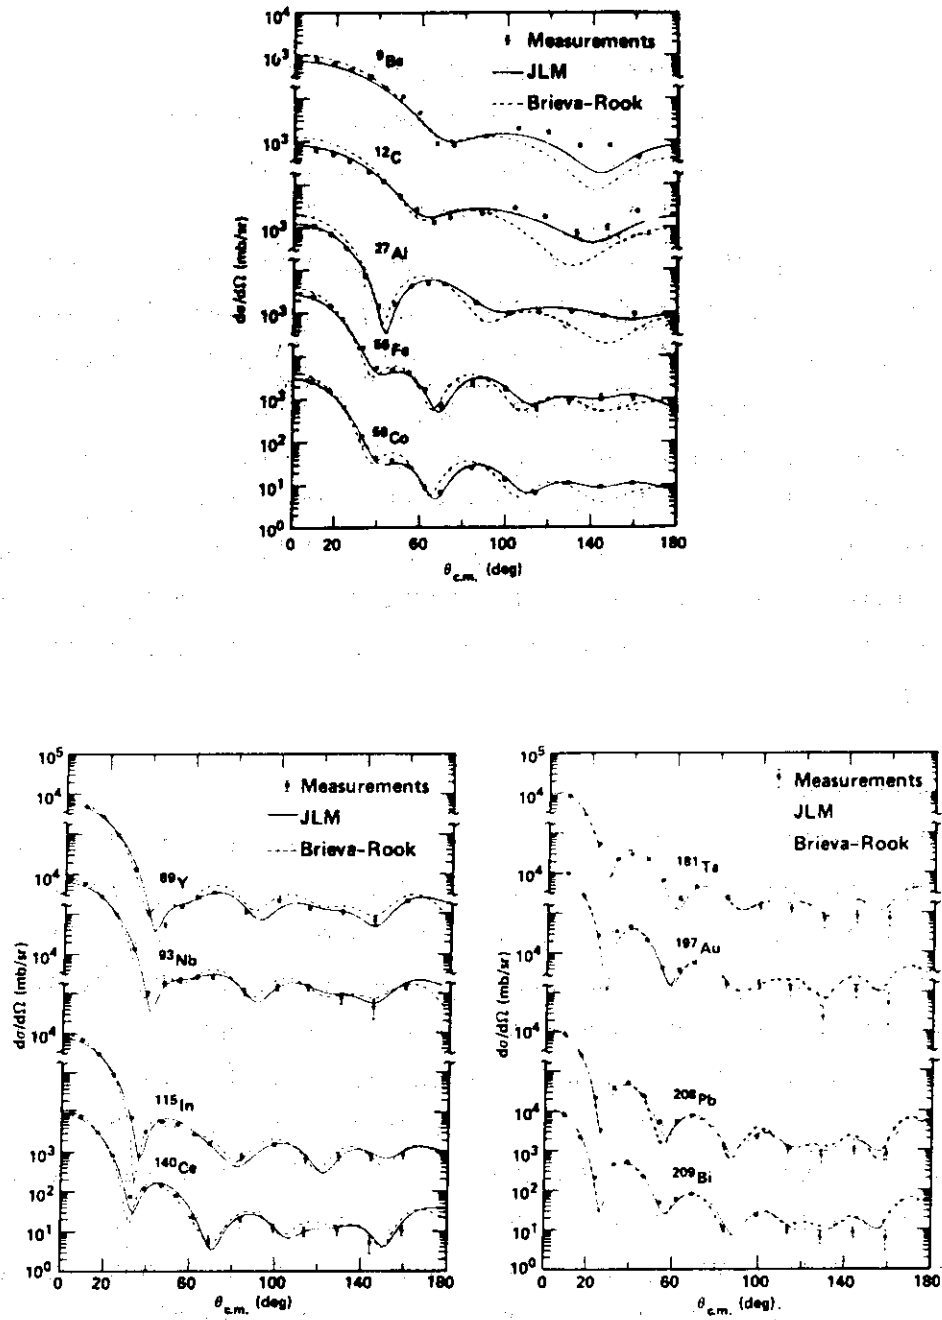 10⁴
Measurements
10³
⁹Be
JLM
Brieva-Rook
10³
¹²C
10³
²⁷Al
dσ/dΩ (mb/sr)
10³
⁵⁶Fe
10³
⁵⁹Co
10²
10¹
10⁰
0 20 60 100 140 180
θc.m. (deg)
10⁵
Measurements
10⁴
JLM
Brieva-Rook
10⁴
⁸⁹Y
⁹³Nb
10⁴
dσ/dΩ (mb/sr)
10⁴
¹¹⁵In
10³
¹⁴⁰Ce
10²
10¹
10⁰
0 20 60 100 140 180
θc.m. (deg)
10⁵
Measurements
10⁴
JLM
Brieva-Rook
¹⁸¹Ta
10⁴
¹⁹⁷Au
10⁴
dσ/dΩ (mb/sr)
10⁴
²⁰⁸Pb
10³
²⁰⁹Bi
10²
10¹
10⁰
0 20 60 100 140 180
θc.m. (deg)